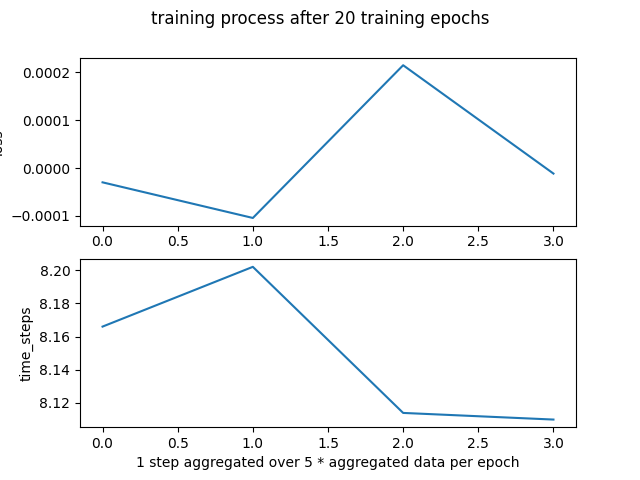 training process after 20 training epochs
0.0002
0.0001
0.0000
−0.0001
0.0 0.5 1.0 1.5 2.0 2.5 3.0
8.20
8.18
8.16
8.14
8.12
time_steps
0.0 0.5 1.0 1.5 2.0 2.5 3.0
1 step aggregated over 5 * aggregated data per epoch